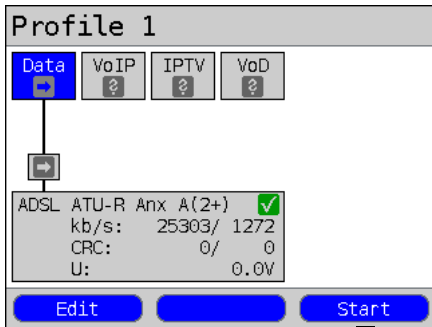 Profile 1
Data VoIP IPTV VoD
ADSL ATU-R Anx A(2+)
kb/s: 25303/ 1272
CRC: 0/ 0
U: 0.0V
Edit Start